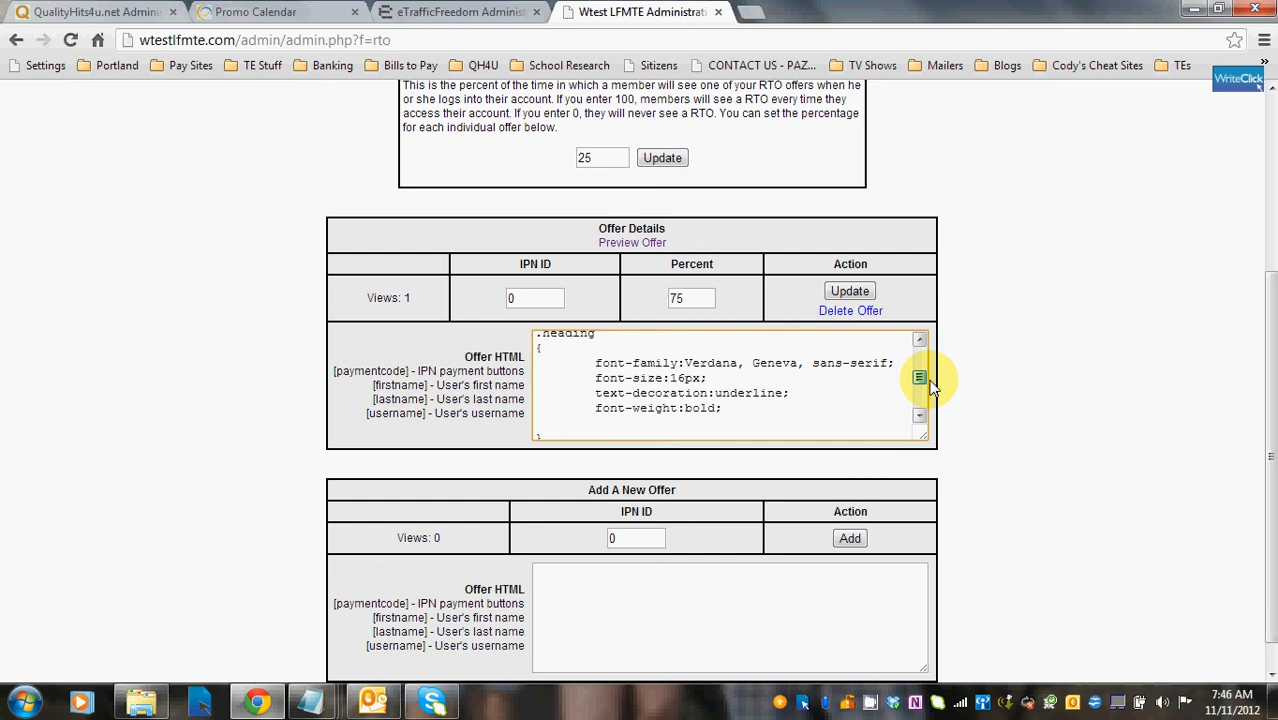 QualityHits4u.net Adminis
Promo Calendar
eTrafficFreedom Administ
Wtest LFMTE Administrati
wtestlfmte.com/admin/admin.php?f=rto
Settings
Portland
Pay Sites
TE Stuff
Banking
Bills to Pay
QH4U
School Research
Sitizens
CONTACT US - PAZ...
TV Shows
Mailers
Blogs
Cody's Cheat Sites
TEs
»
WriteClick
This is the percent of the time in which a member will see one of your RTO offers when he
or she logs into their account. If you enter 100, members will see a RTO every time they
access their account. If you enter 0, they will never see a RTO. You can set the percentage
for each individual offer below.
25 Update
Offer Details
Preview Offer
IPN ID Percent Action
Views: 1 0 75 Update
Delete Offer
Offer HTML
[paymentcode] - IPN payment buttons
[firstname] - User's first name
[lastname] - User's last name
[username] - User's username
.heading
{
font-family:Verdana, Geneva, sans-serif;
font-size:16px;
text-decoration:underline;
font-weight:bold;
}
Add A New Offer
IPN ID Action
Views: 0 0 Add
Offer HTML
[paymentcode] - IPN payment buttons
[firstname] - User's first name
[lastname] - User's last name
[username] - User's username
7:46 AM
11/11/2012